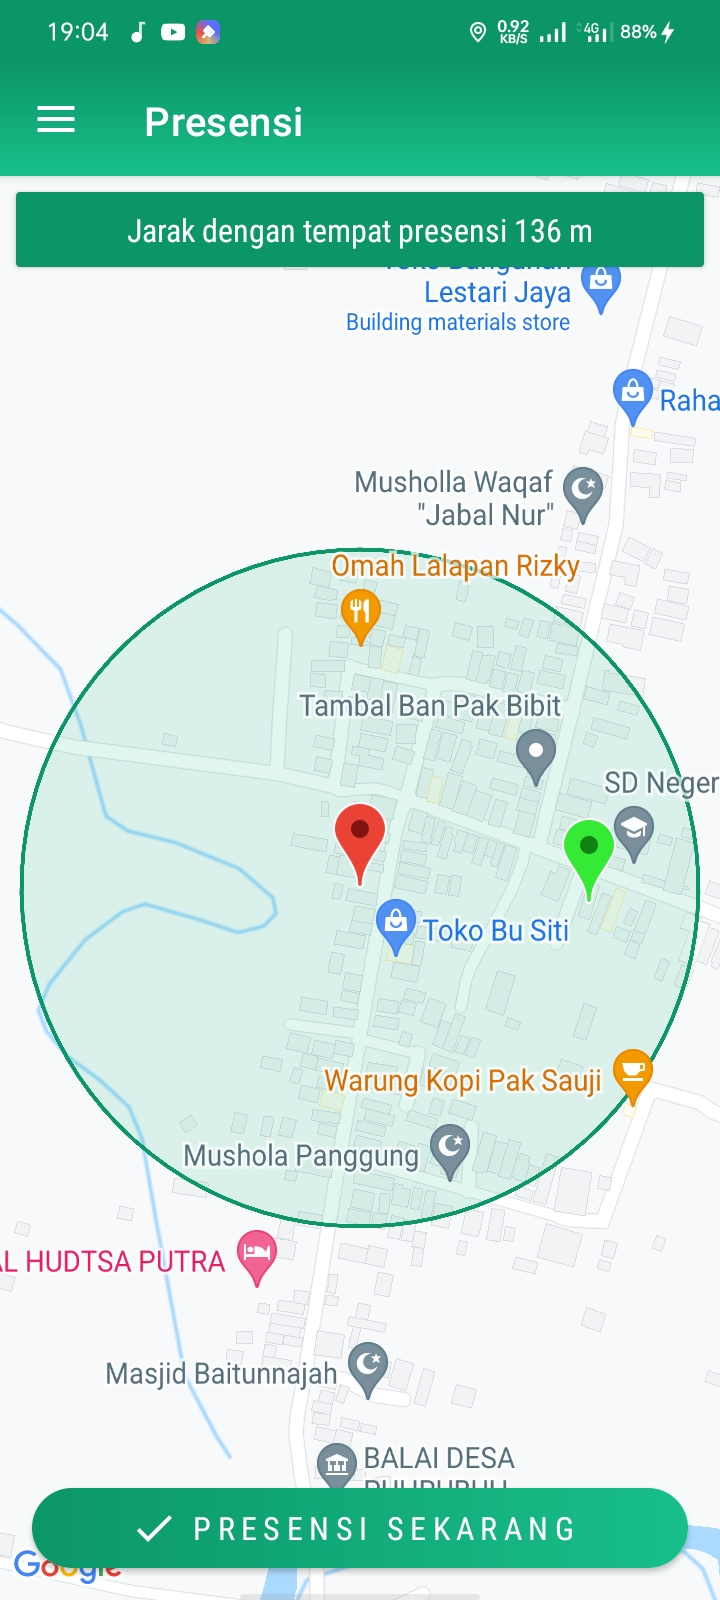 19:04
0.92
KB/S
4G
88%
Presensi
Jarak dengan tempat presensi 136 m
Lestari Jaya
Building materials store
Raha
Musholla Waqaf
"Jabal Nur"
Omah Lalapan Rizky
Tambal Ban Pak Bibit
SD Neger
Toko Bu Siti
Warung Kopi Pak Sauji
Mushola Panggung
AL HUDTSA PUTRA
Masjid Baitunnajah
BALAI DESA
PRESENSI SEKARANG
Google